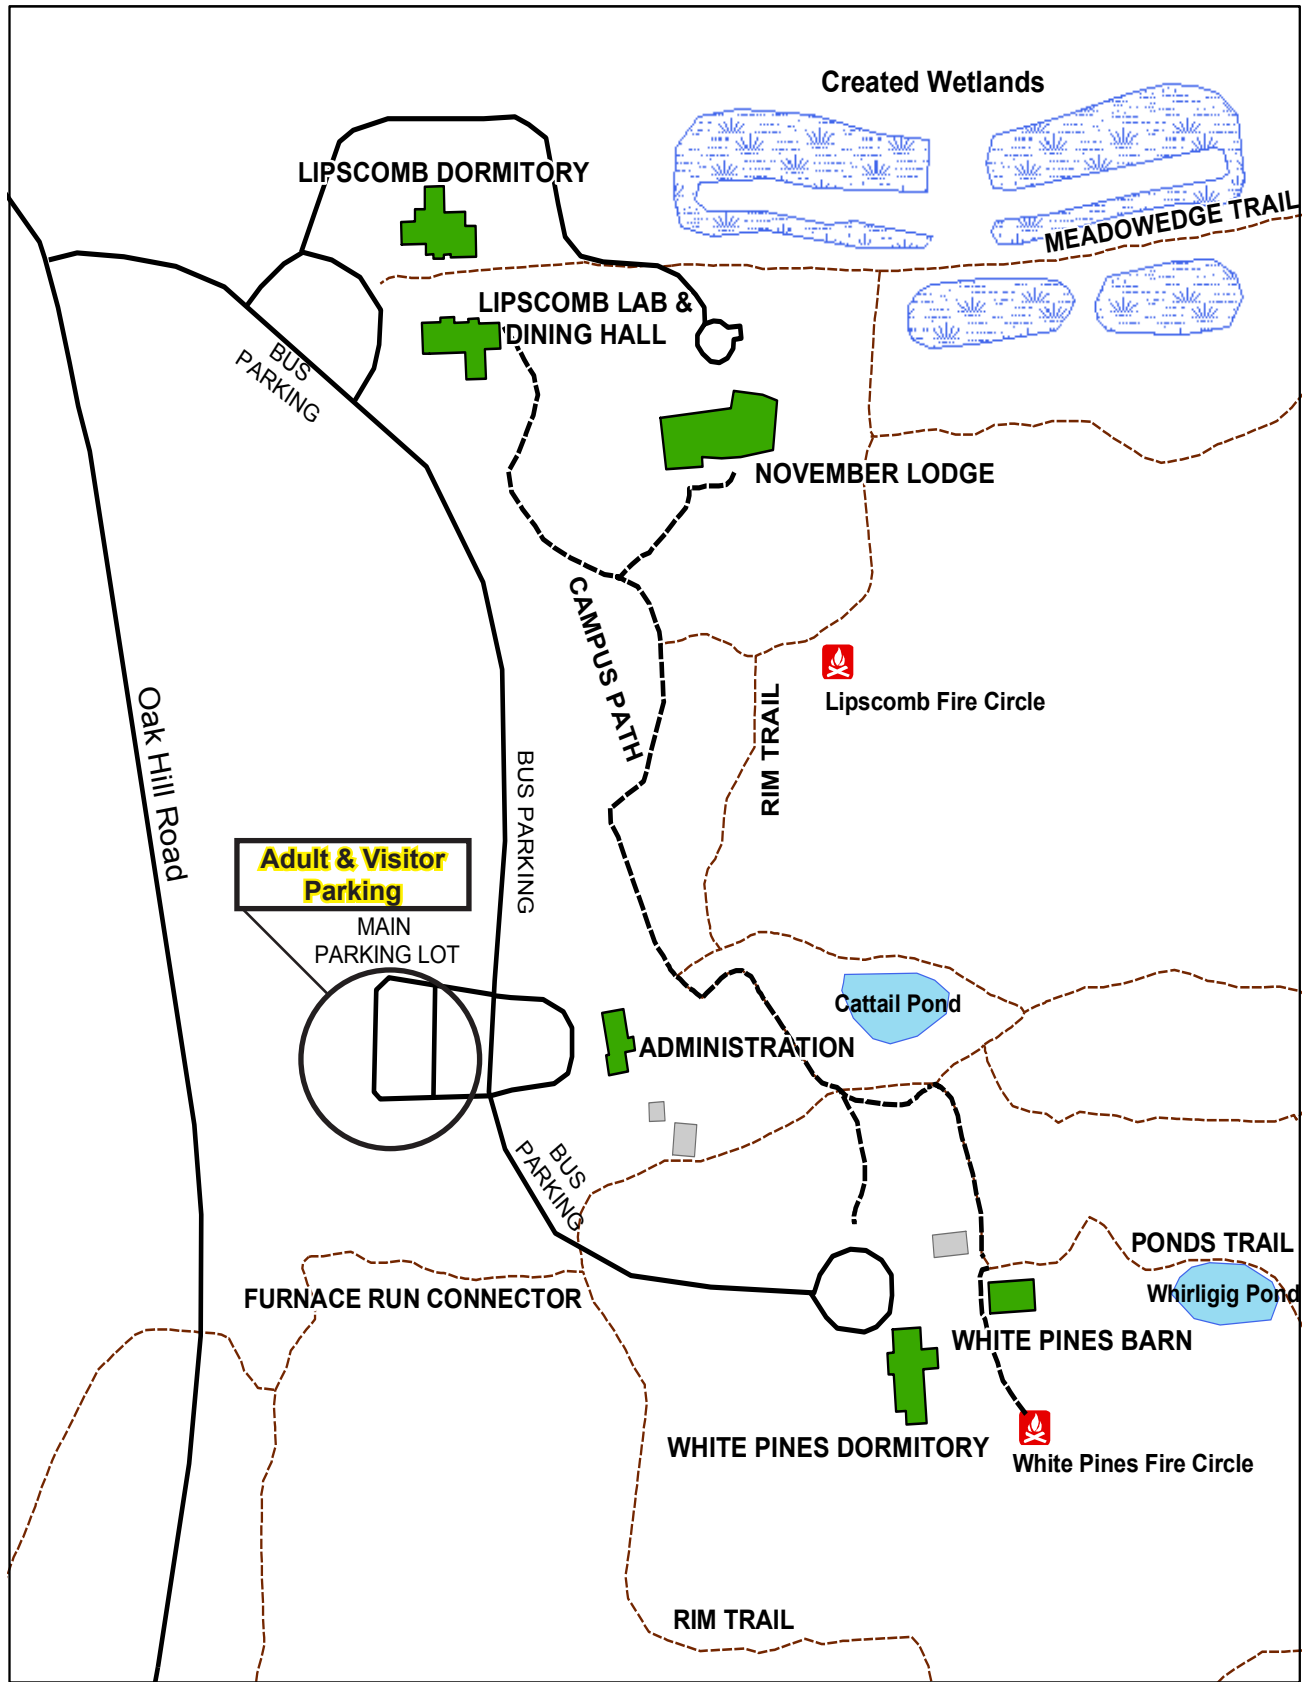 Created Wetlands
LIPSCOMB DORMITORY
MEADOWEDGE TRAIL
LIPSCOMB LAB &
DINING HALL
BUS
PARKING
NOVEMBER LODGE
CAMPUS PATH
Lipscomb Fire Circle
RIM TRAIL
Oak Hill Road
BUS PARKING
Adult & Visitor
Parking
MAIN
PARKING LOT
Cattail Pond
ADMINISTRATION
BUS
PARKING
PONDS TRAIL
Whirligig Pond
FURNACE RUN CONNECTOR
WHITE PINES BARN
WHITE PINES DORMITORY
White Pines Fire Circle
RIM TRAIL